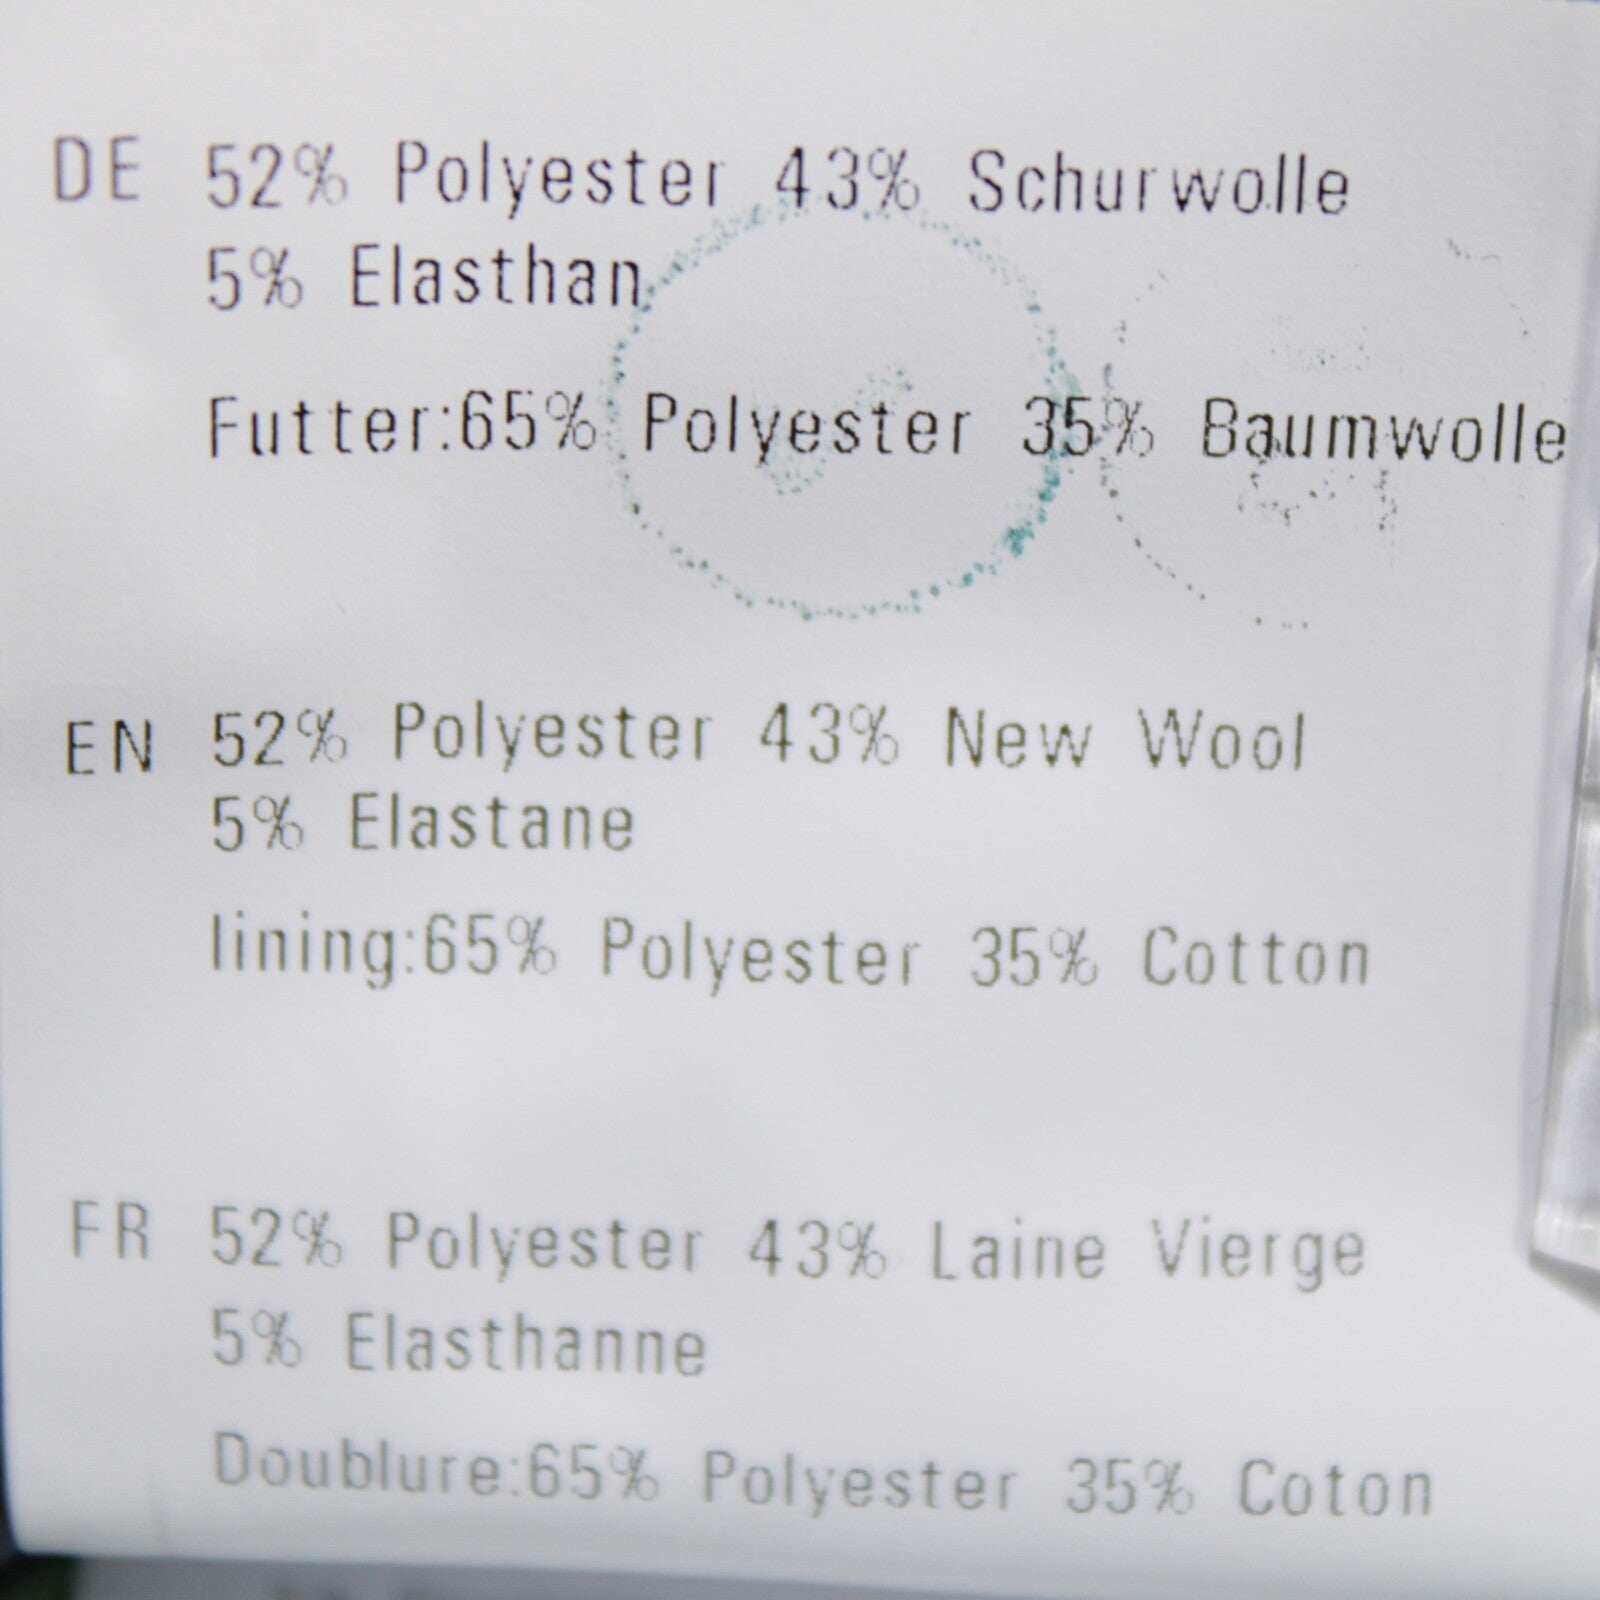 DE 52% Polyester 43% Schurwolle
5% Elasthan
Futter:65% Polyester 35% Baumwolle
EN 52% Polyester 43% New Wool
5% Elastane
lining:65% Polyester 35% Cotton
FR 52% Polyester 43% Laine Vierge
5% Elasthanne
Doublure:65% Polyester 35% Coton